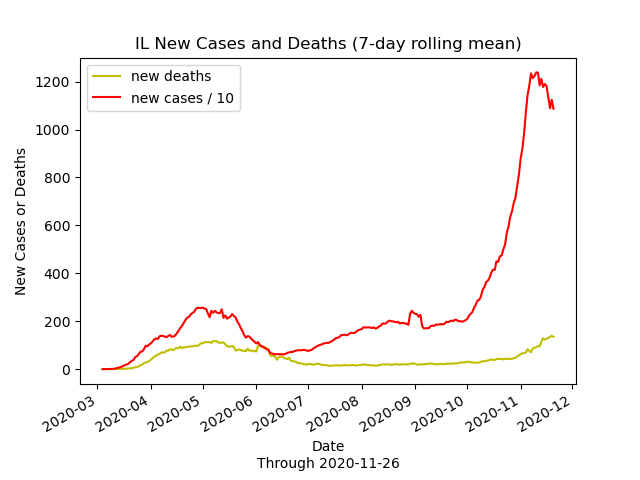 IL New Cases and Deaths (7-day rolling mean)
new deaths
new cases / 10
New Cases or Deaths
1200
1000
800
600
400
200
0
2020-03
2020-04
2020-05
2020-06
2020-07
2020-08
2020-09
2020-10
2020-11
2020-12
Date
Through 2020-11-26